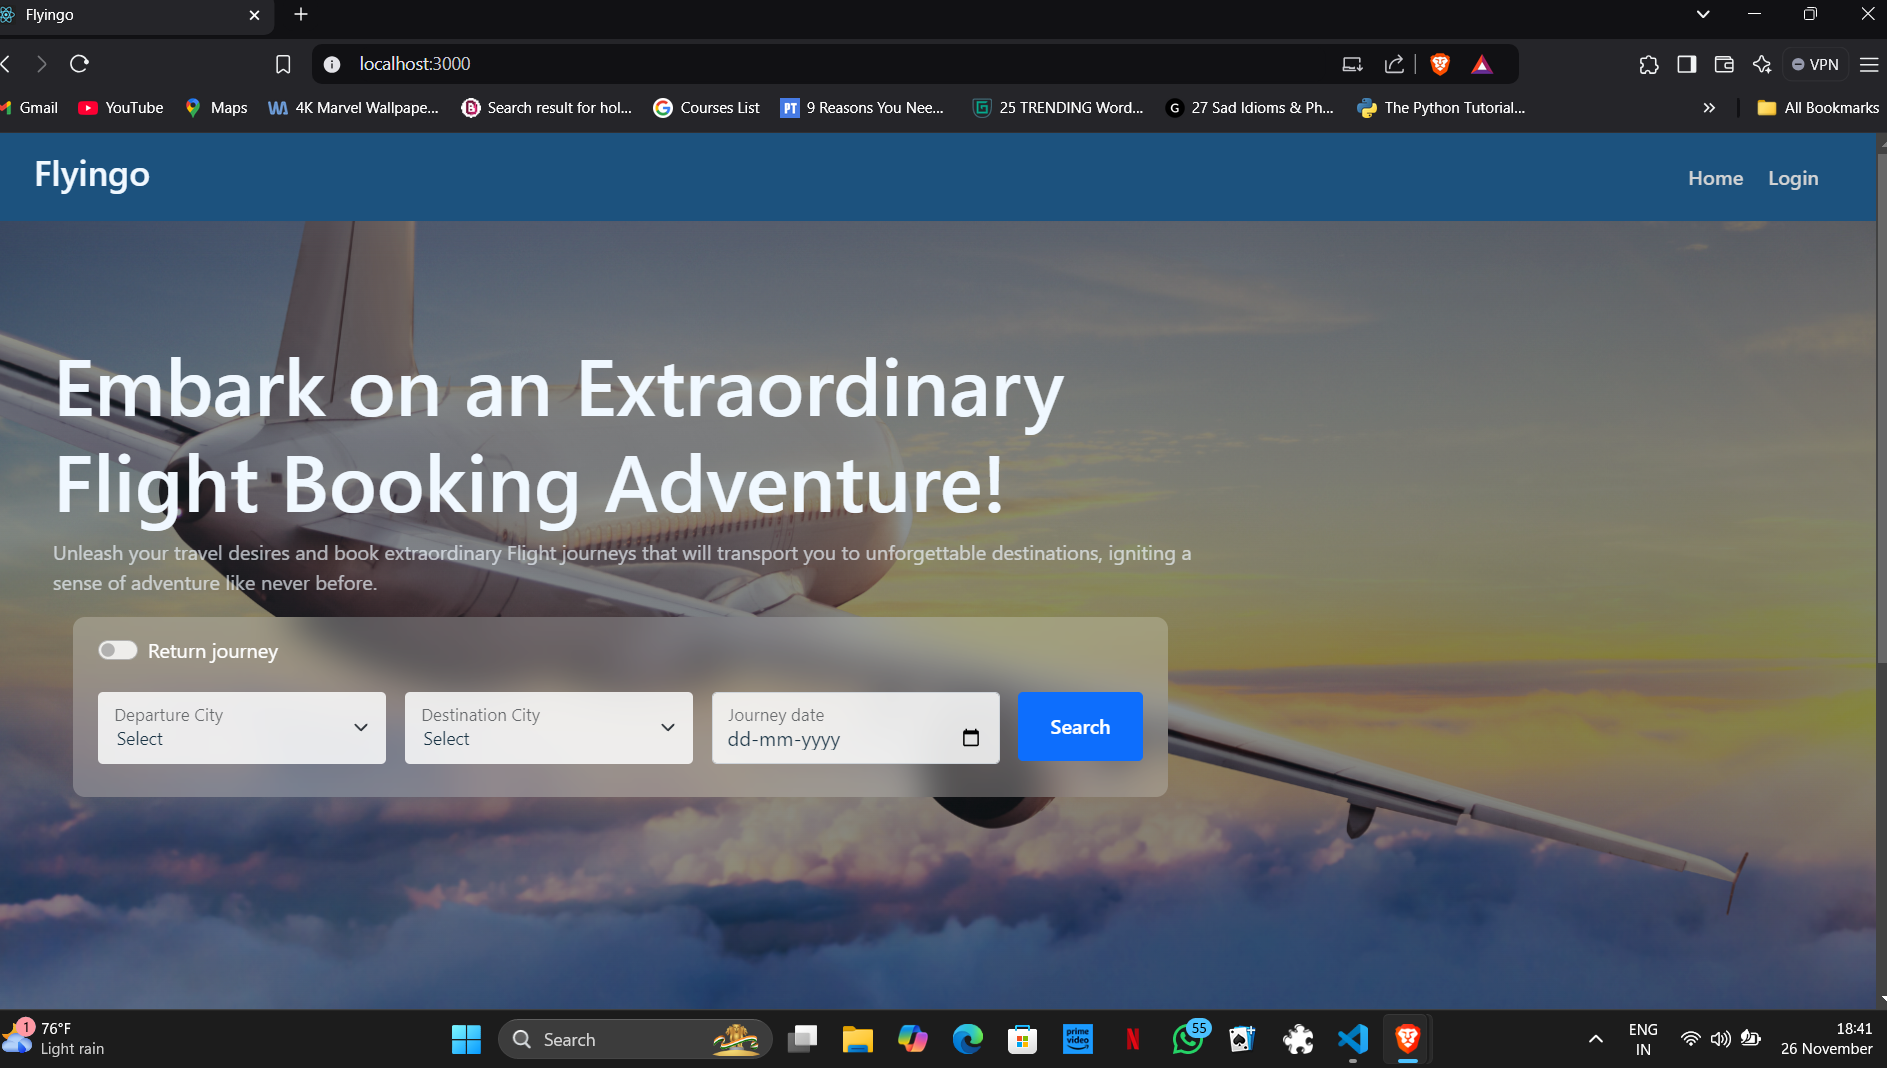 Flyingo
localhost:3000
VPN
Gmail
YouTube
Maps
4K Marvel Wallpape...
Search result for hol...
Courses List
PT 9 Reasons You Nee...
25 TRENDING Word...
G 27 Sad Idioms & Ph...
The Python Tutorial...
All Bookmarks
Flyingo
Home
Login
Embark on an Extraordinary
Flight Booking Adventure!
Unleash your travel desires and book extraordinary Flight journeys that will transport you to unforgettable destinations, igniting a
sense of adventure like never before.
Return journey
Departure City
Select
Destination City
Select
Journey date
dd-mm-yyyy
Search
1
76°F
Light rain
Search
prime
video
N
55
ENG
IN
18:41
26 November